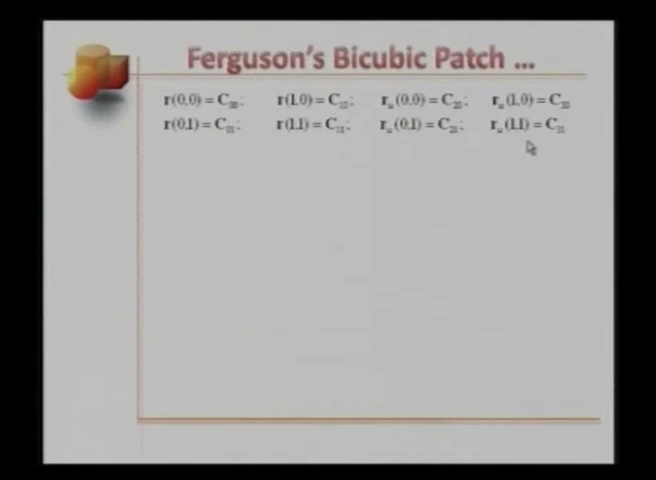 Ferguson's Bicubic Patch ...
r(0,0) = C₀₀; r(1,0) = C₁₀; rᵤ(0,0) = C₂₀; rᵤ(1,0) = C₃₀
r(0,1) = C₀₁; r(1,1) = C₁₁; rᵤ(0,1) = C₂₁; rᵤ(1,1) = C₃₁